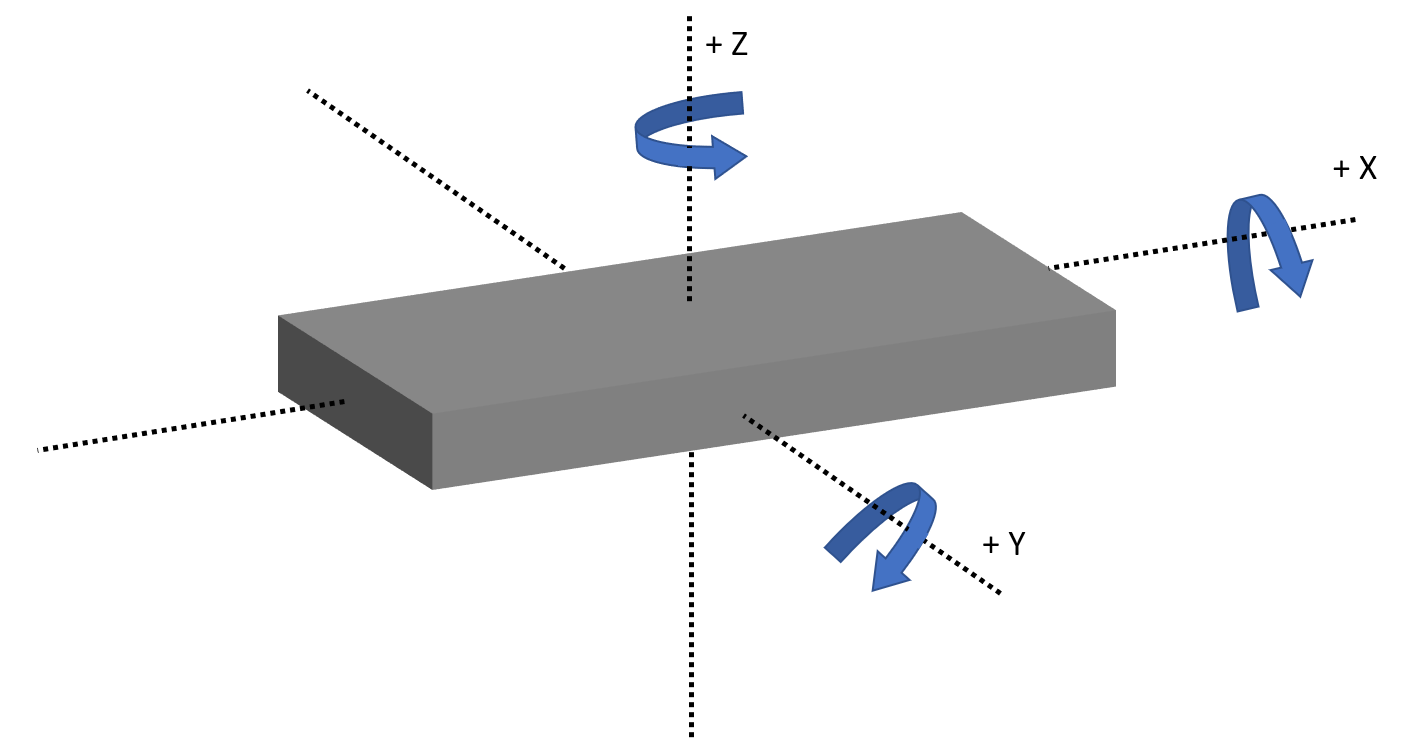 + Z
+ X
+ Y